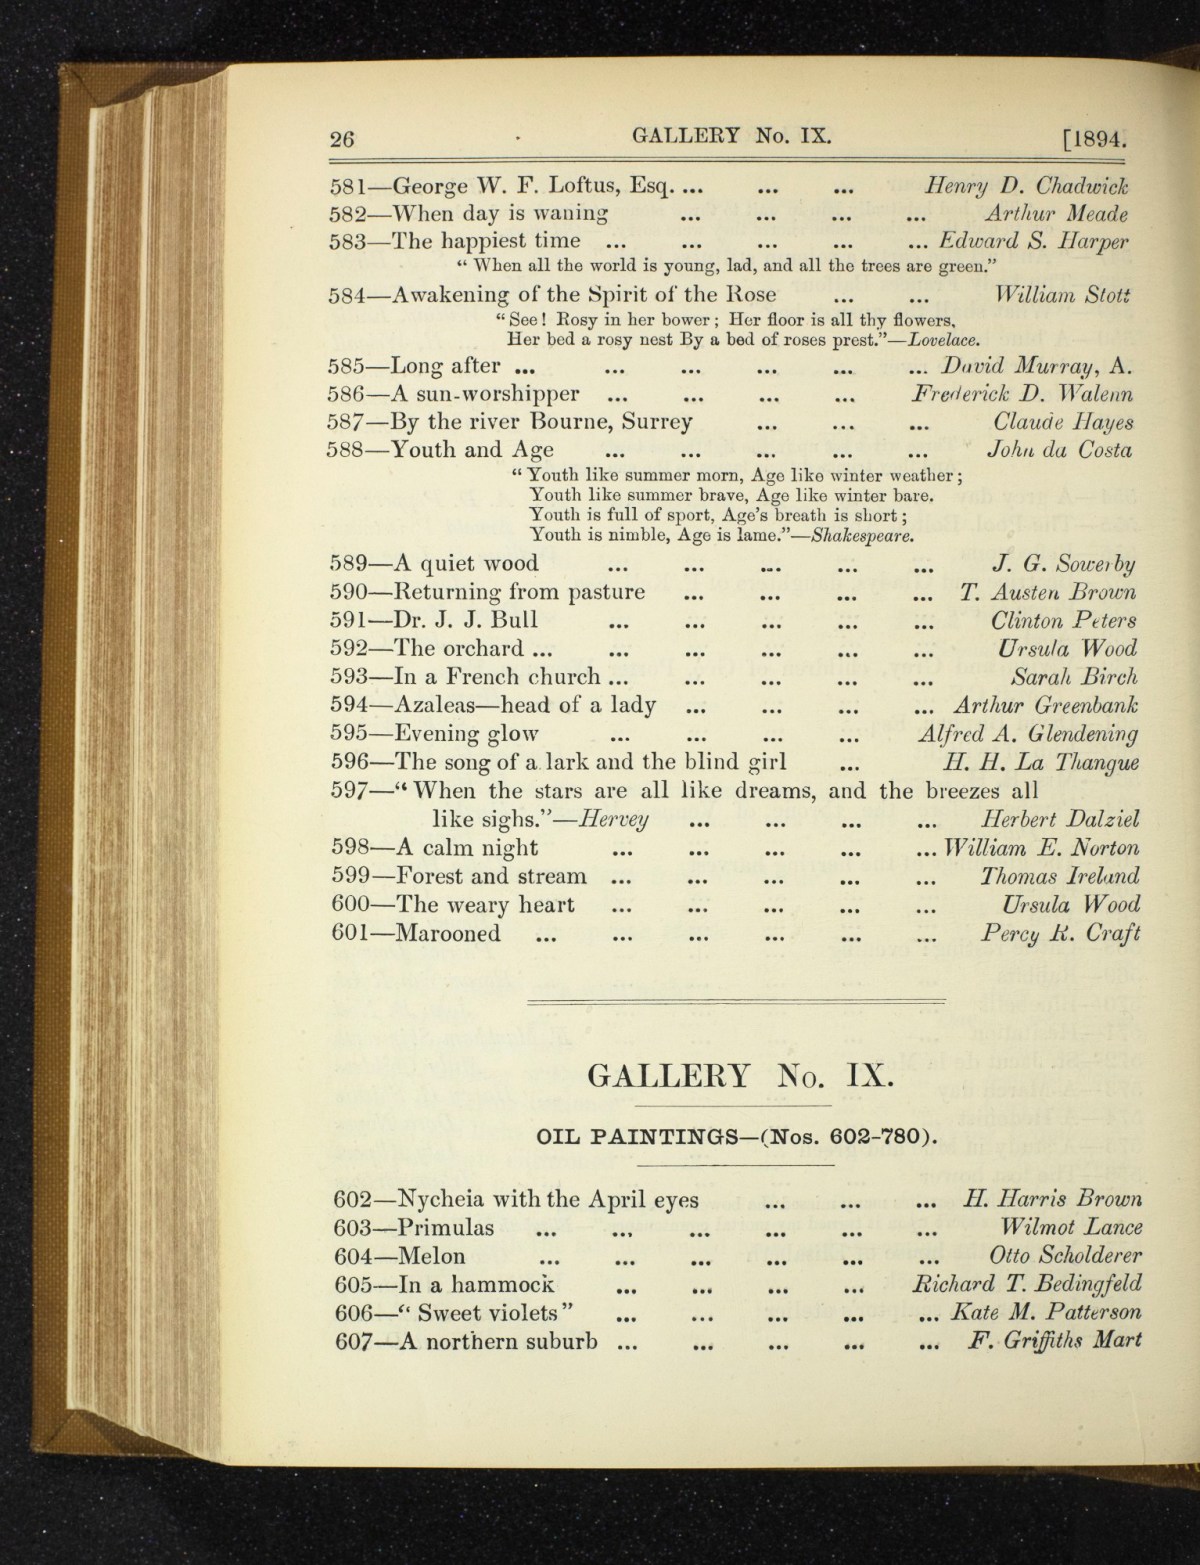 26 GALLERY No. IX. [1894.
581—George W. F. Loftus, Esq. ... ... ... Henry D. Chadwick
582—When day is waning ... ... ... ... Arthur Meade
583—The happiest time ... ... ... ... ... Edward S. Harper
“ When all the world is young, lad, and all the trees are green.”
584—Awakening of the Spirit of the Rose ... ... William Stott
“ See ! Rosy in her bower ; Her floor is all thy flowers,
Her bed a rosy nest By a bed of roses prest.”—Lovelace.
585—Long after ... ... ... ... ... ... David Murray, A.
586—A sun-worshipper ... ... ... ... Frederick D. Walenn
587—By the river Bourne, Surrey ... ... ... Claude Hayes
588—Youth and Age ... ... ... ... ... John da Costa
“ Youth like summer morn, Age like winter weather ;
Youth like summer brave, Age like winter bare.
Youth is full of sport, Age’s breath is short ;
Youth is nimble, Age is lame.”—Shakespeare.
589—A quiet wood ... ... ... ... ... J. G. Sowerby
590—Returning from pasture ... ... ... ... T. Austen Brown
591—Dr. J. J. Bull ... ... ... ... ... Clinton Peters
592—The orchard ... ... ... ... ... ... Ursula Wood
593—In a French church ... ... ... ... ... Sarah Birch
594—Azaleas—head of a lady ... ... ... ... Arthur Greenbank
595—Evening glow ... ... ... ... Alfred A. Glendening
596—The song of a lark and the blind girl ... H. H. La Thangue
597—“ When the stars are all like dreams, and the breezes all
like sighs.”—Hervey ... ... ... ... Herbert Dalziel
598—A calm night ... ... ... ... ... William E. Norton
599—Forest and stream ... ... ... ... ... Thomas Ireland
600—The weary heart ... ... ... ... ... Ursula Wood
601—Marooned ... ... ... ... ... ... Percy R. Craft
GALLERY No. IX.
OIL PAINTINGS—(Nos. 602-780).
602—Nycheia with the April eyes ... ... ... H. Harris Brown
603—Primulas ... ... ... ... ... ... Wilmot Lance
604—Melon ... ... ... ... ... ... Otto Scholderer
605—In a hammock ... ... ... ... Richard T. Bedingfeld
606—“ Sweet violets ” ... ... ... ... ... Kate M. Patterson
607—A northern suburb ... ... ... ... ... F. Griffiths Mart